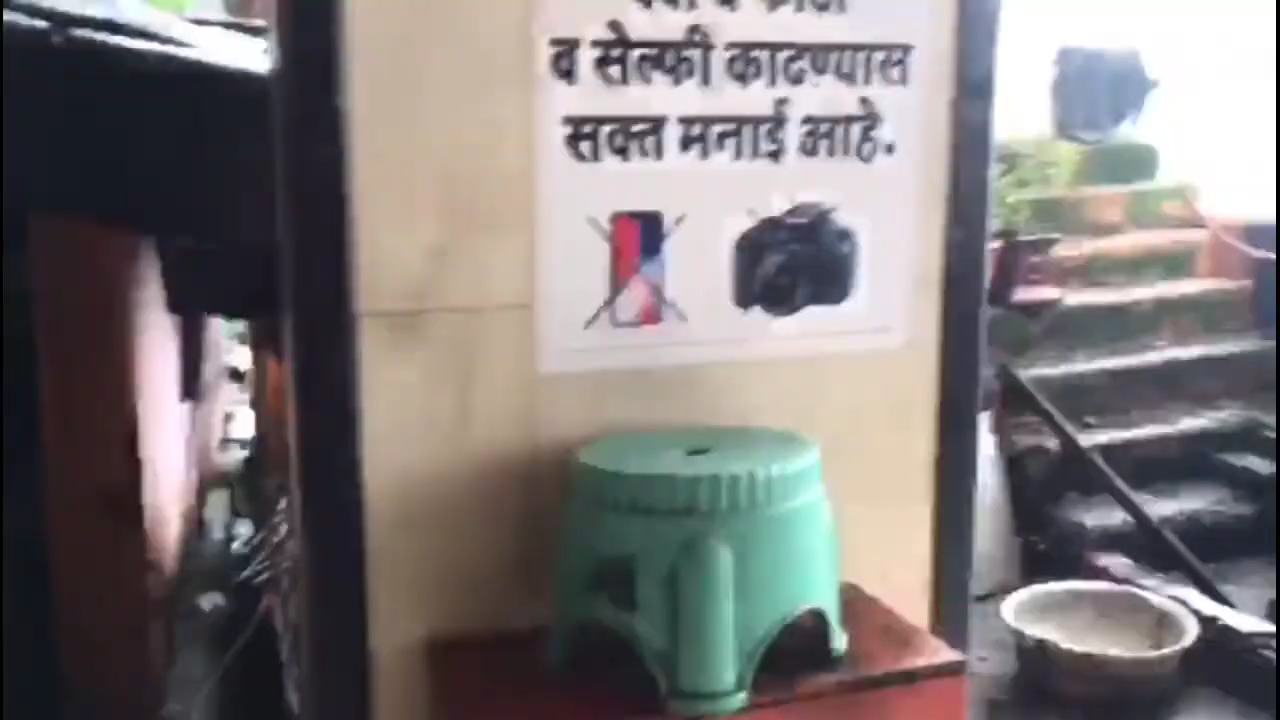 व सेल्फी काढण्यास
सक्त मनाई आहे.